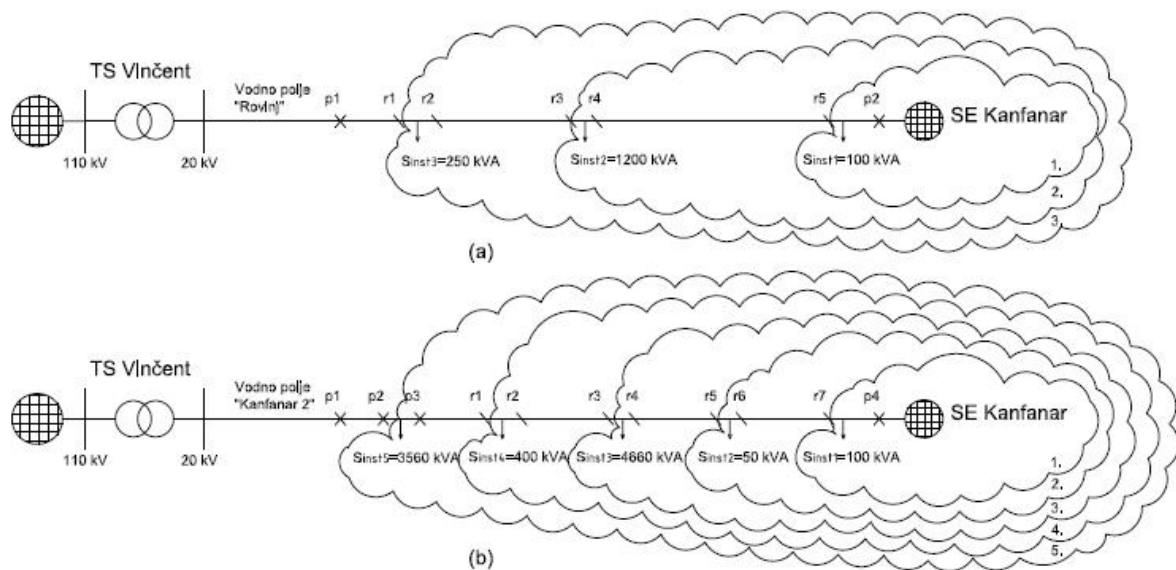 TS Vlnčent
Vodno polje
"Rovlnj"
p1
r1
r2
r3
r4
r5
p2
SE Kanfanar
110 kV
20 kV
Sinst3=250 kVA
Sinst2=1200 kVA
Sinst1=100 kVA
1.
2.
3.
(a)
TS Vlnčent
Vodno polje
"Kanfanar 2"
p1
p2
p3
r1
r2
r3
r4
r5
r6
r7
p4
SE Kanfanar
110 kV
20 kV
Sinst5=3560 kVA
Sinst4=400 kVA
Sinst3=4660 kVA
Sinst2=50 kVA
Sinst1=100 kVA
1.
2.
3.
4.
5.
(b)